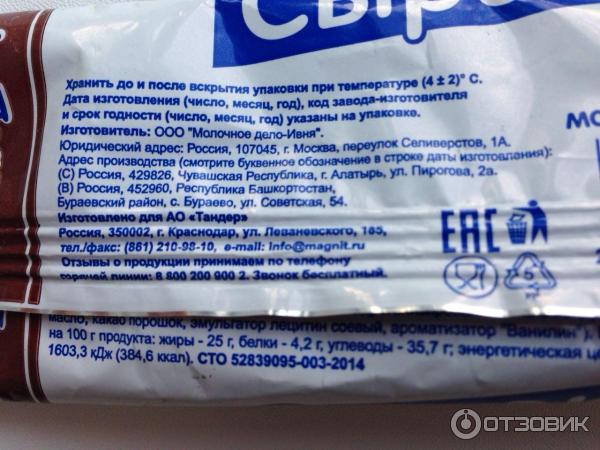 Сыр
Хранить до и после вскрытия упаковки при температуре (4 ± 2)° С.
Дата изготовления (число, месяц, год), код завода-изготовителя
и срок годности (число, месяц, год) указаны на упаковке.
Изготовитель: ООО "Молочное дело-Ивня".
Юридический адрес: Россия, 107045, г. Москва, переулок Селиверстов, 1А.
Адрес производства (смотрите буквенное обозначение в строке даты изготовления):
(С) Россия, 429826, Чувашская Республика, г. Алатырь, ул. Пирогова, 2а.
(В) Россия, 452960, Республика Башкортостан,
Бураевский район, с. Бураево, ул. Советская, 54.
Изготовлено для АО «Тандер»
Россия, 350002, г. Краснодар, ул. Леваневского, 185,
тел./факс: (861) 210-98-10, e-mail: info@magnit.ru
Отзывы о продукции принимаем по телефону
горячей линии: 8 800 200 900 2. Звонок бесплатный.
ЕАС
5
масло, какао порошок, эмульгатор лецитин соевый, ароматизатор "Ванилин"),
на 100 г продукта: жиры - 25 г, белки - 4,2 г, углеводы - 35,7 г; энергетическая
1603,3 кДж (384,6 ккал). СТО 52839095-003-2014
ОТЗОВИК